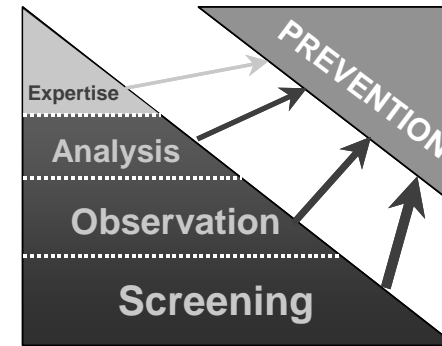 PREVENTION
Expertise
Analysis
Observation
Screening